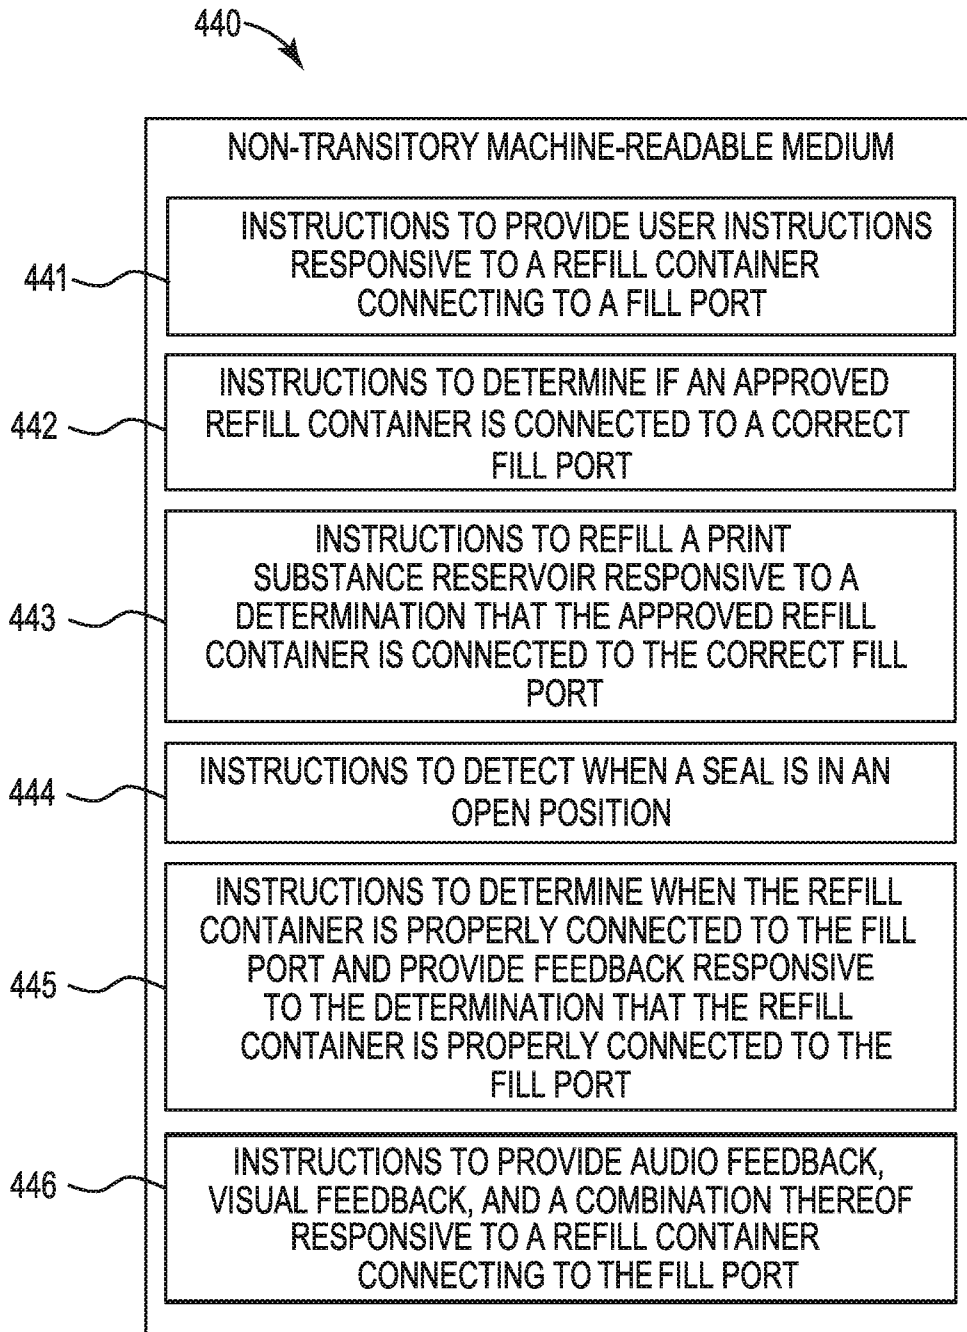 440
NON-TRANSITORY MACHINE-READABLE MEDIUM
INSTRUCTIONS TO PROVIDE USER INSTRUCTIONS
RESPONSIVE TO A REFILL CONTAINER
CONNECTING TO A FILL PORT
441
INSTRUCTIONS TO DETERMINE IF AN APPROVED
REFILL CONTAINER IS CONNECTED TO A CORRECT
FILL PORT
442
INSTRUCTIONS TO REFILL A PRINT
SUBSTANCE RESERVOIR RESPONSIVE TO A
DETERMINATION THAT THE APPROVED REFILL
CONTAINER IS CONNECTED TO THE CORRECT FILL
PORT
443
INSTRUCTIONS TO DETECT WHEN A SEAL IS IN AN
OPEN POSITION
444
INSTRUCTIONS TO DETERMINE WHEN THE REFILL
CONTAINER IS PROPERLY CONNECTED TO THE FILL
PORT AND PROVIDE FEEDBACK RESPONSIVE
TO THE DETERMINATION THAT THE REFILL
CONTAINER IS PROPERLY CONNECTED TO THE
FILL PORT
445
INSTRUCTIONS TO PROVIDE AUDIO FEEDBACK,
VISUAL FEEDBACK, AND A COMBINATION THEREOF
RESPONSIVE TO A REFILL CONTAINER
CONNECTING TO THE FILL PORT
446